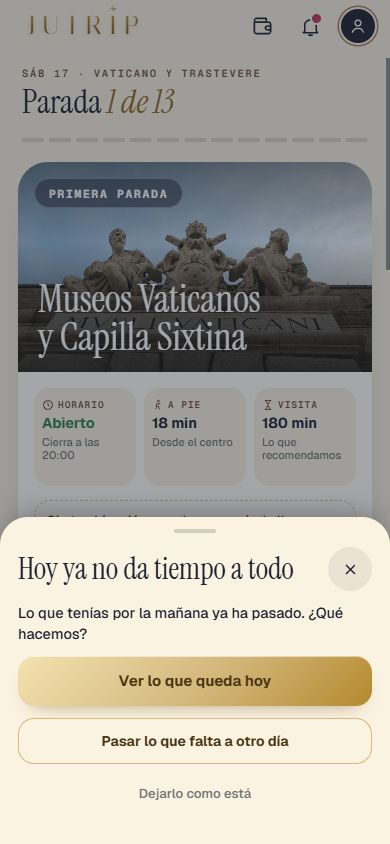 JUTRIP
SÁB 17 · VATICANO Y TRASTEVERE
Parada 1 de 13
PRIMERA PARADA
Museos Vaticanos
y Capilla Sixtina
HORARIO
Abierto
Cierra a las
20:00
A PIE
18 min
Desde el centro
VISITA
180 min
Lo que
recomendamos
Hoy ya no da tiempo a todo
Lo que tenías por la mañana ya ha pasado. ¿Qué
hacemos?
Ver lo que queda hoy
Pasar lo que falta a otro día
Dejarlo como está